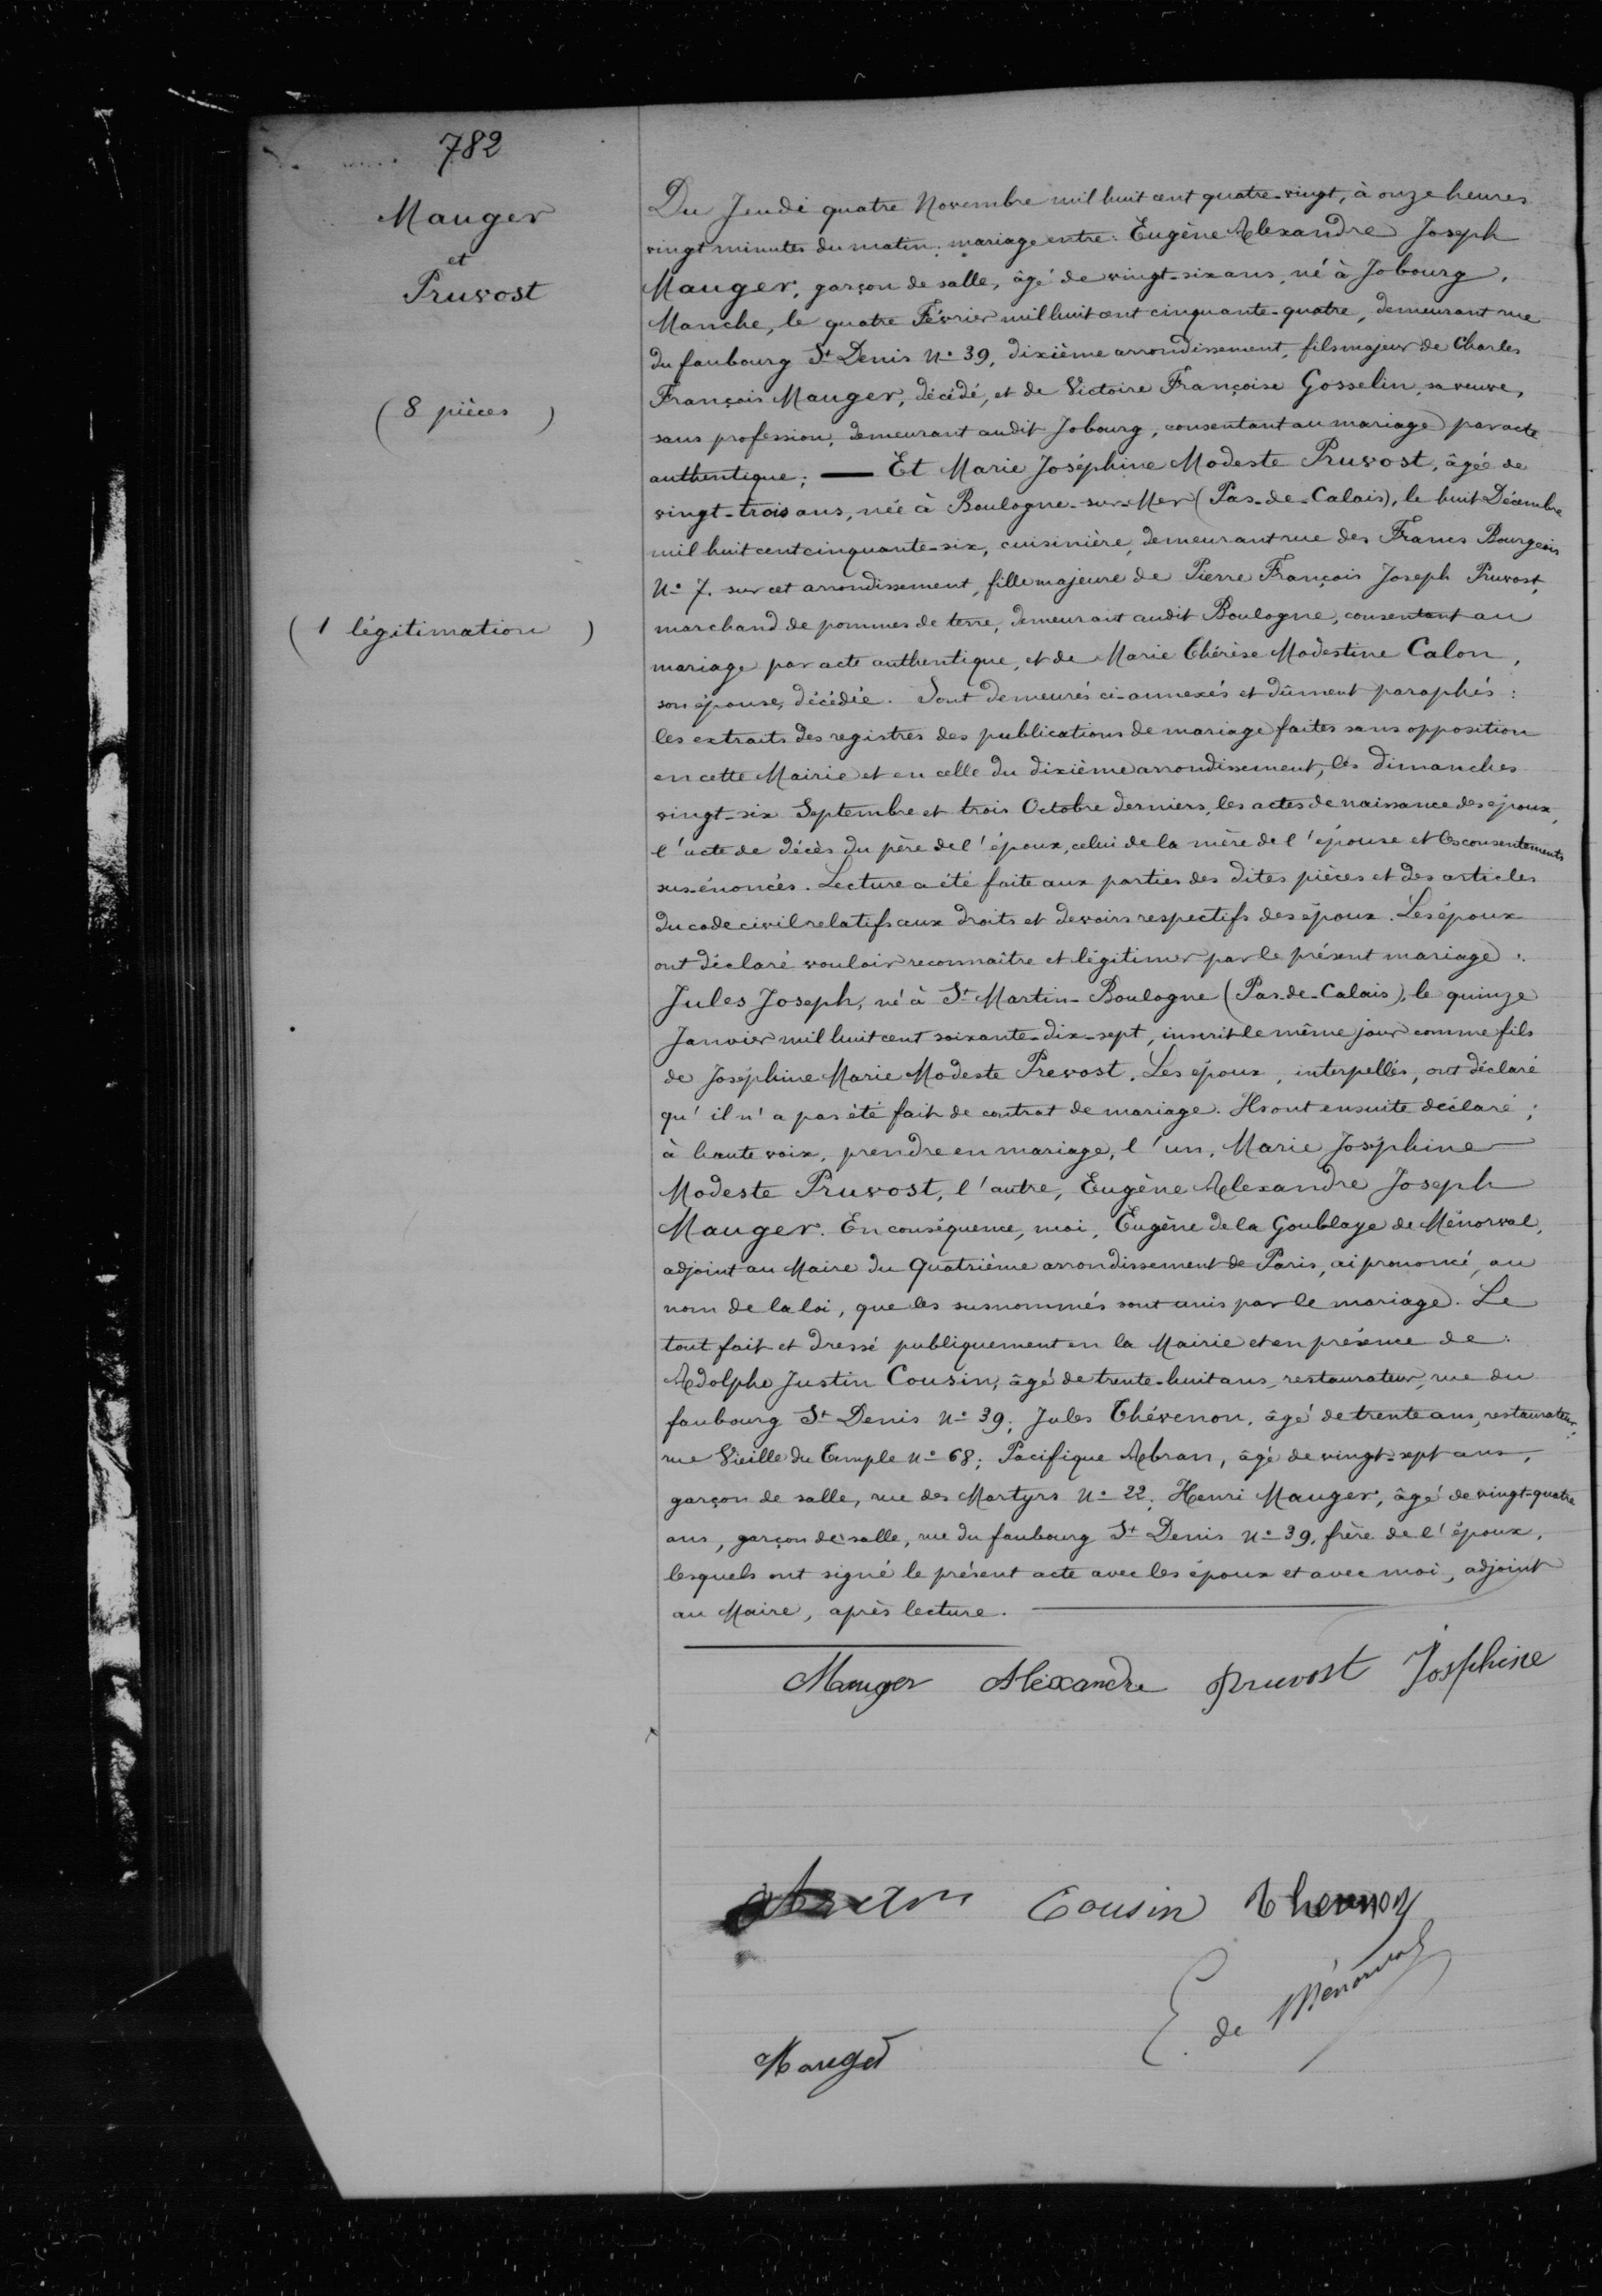 782
Mauger
et
Pruvost
(8 pièces)
(1 légitimation)
Du Jeudi quatre Novembre mil huit cent quatre-vingt, à onze heures
vingt minutes du matin, mariage entre: Eugène Alexandre Joseph
Mauger, garçon de salle, âgé de vingt-six ans, né à Jobourg,
Manche, le quatre Février mil huit cent cinquante-quatre, demeurant rue
du faubourg St Denis No 39, dixième arrondissement, fils majeur de Charles
François Mauger, décédé, et de Victoire Françoise Gosselin, sa veuve,
sans profession, demeurant audit Jobourg, consentant au mariage par acte
authentique; — Et Marie Joséphine Modeste Pruvost, âgée de
vingt-trois ans, née à Boulogne-sur-Mer (Pas-de-Calais), le huit Décembre
mil huit cent cinquante-six, cuisinière, demeurant rue des Francs Bourgeois
No 7. sur cet arrondissement, fille majeure de Pierre François Joseph Pruvost,
marchand de pommes de terre, demeurant audit Boulogne, consentant au
mariage par acte authentique, et de Marie Thérèse Modestine Calon,
son épouse, décédée. Sont demeurés ci-annexés et dûment paraphés:
les extraits des registres des publications de mariage faites sans opposition
en cette Mairie et en celle du dixième arrondissement, les dimanches
vingt-six Septembre et trois Octobre derniers, les actes de naissance des époux,
l'acte de décès du père de l'époux, celui de la mère de l'épouse et les consentements
sus-énoncés. Lecture a été faite aux parties des dites pièces et des articles
du code civil relatifs aux droits et devoirs respectifs des époux. Les époux
ont déclaré vouloir reconnaître et légitimer par le présent mariage:
Jules Joseph, né à St Martin-Boulogne (Pas-de-Calais), le quinze
Janvier mil huit cent soixante-dix-sept, inscrit le même jour comme fils
de Joséphine Marie Modeste Prevost. Les époux, interpellés, ont déclaré
qu'il n'a pas été fait de contrat de mariage. Ils ont ensuite déclaré,
à haute voix, prendre en mariage, l'un, Marie Joséphine
Modeste Pruvost, l'autre, Eugène Alexandre Joseph
Mauger. En conséquence, moi, Eugène de la Goublaye de Ménorval,
adjoint au Maire du Quatrième arrondissement de Paris, ai prononcé, au
nom de la loi, que les susnommés sont unis par le mariage. Le
tout fait et dressé publiquement en la Mairie et en présence de:
Adolphe Justin Cousin, âgé de trente-huit ans, restaurateur, rue du
faubourg St Denis No 39; Jules Thévenon, âgé de trente ans, restaurateur,
rue Vieille du Temple No 68; Pacifique Abran, âgé de vingt-sept ans,
garçon de salle, rue des Martyrs No 22; Henri Mauger, âgé de vingt-quatre
ans, garçon de salle, rue du faubourg St Denis No 39, frère de l'époux,
lesquels ont signé le présent acte avec les époux et avec moi, adjoint
au Maire, après lecture. —
Mauger Alexandre Pruvost Josphine
Cousin Thevenon
E. de Ménorval
Mauger